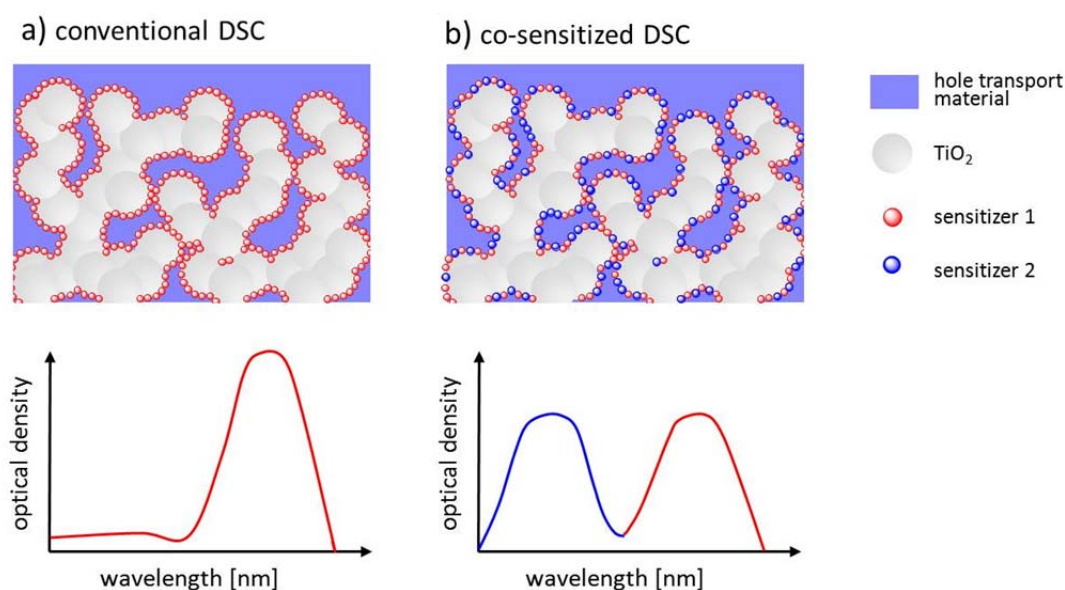 a) conventional DSC
b) co-sensitized DSC
hole transport
material
TiO₂
sensitizer 1
sensitizer 2
optical density
wavelength [nm]
optical density
wavelength [nm]